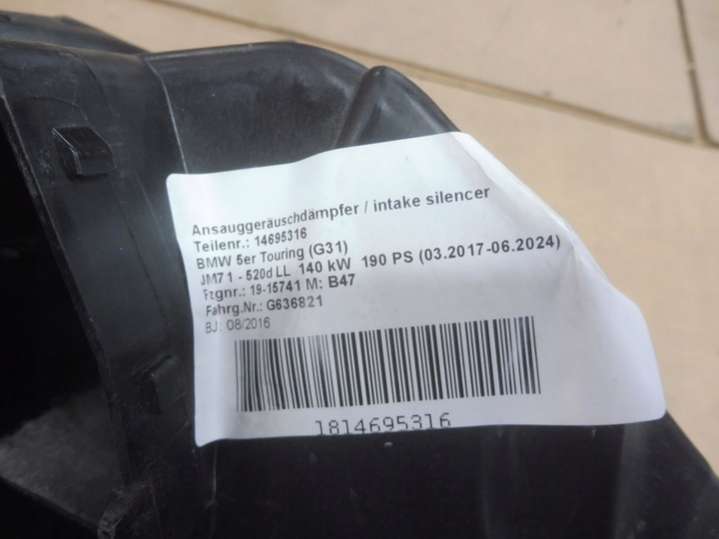 Ansauggeräuschdämpfer / intake silencer
Teilenr.: 14695316
BMW 5er Touring (G31)
JM71 - 520d LL 140 kW 190 PS (03.2017-06.2024)
Ftgnr.: 19-15741 M: B47
Fahrg.Nr.: G636821
BJ: 08/2016
1814695316